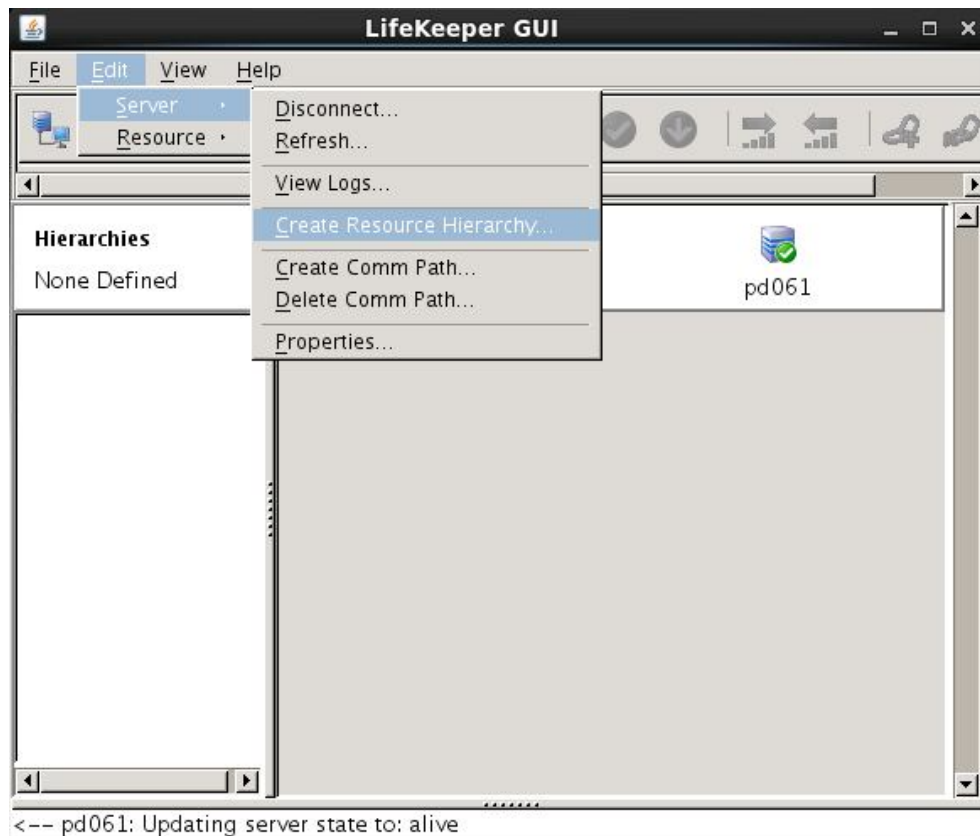 LifeKeeper GUI
File Edit View Help
Server
Resource
Disconnect...
Refresh...
View Logs...
Create Resource Hierarchy...
Create Comm Path...
Delete Comm Path...
Properties...
Hierarchies
None Defined
pd061
<-- pd061: Updating server state to: alive